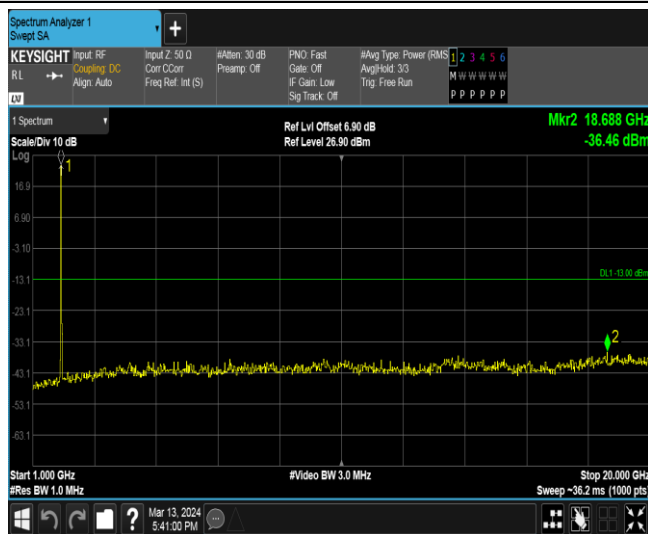 Spectrum Analyzer 1
Swept SA
+
KEYSIGHT Input: RF Input Z: 50 Ω #Atten: 30 dB PNO: Fast #Avg Type: Power (RMS 1 2 3 4 5 6
RL Coupling: DC Corr CCorr Preamp: Off Gate: Off Avg|Hold: 3/3 M W W W W W
Align: Auto Freq Ref: Int (S) IF Gain: Low Trig: Free Run
Sig Track: Off P P P P P P
LXI
1 Spectrum Ref Lvl Offset 6.90 dB Mkr2 18.688 GHz
Scale/Div 10 dB Ref Level 26.90 dBm -36.46 dBm
Log
1
16.9
6.90
-3.10
DL1 -13.00 dBm
-13.1
-23.1
-33.1
2
-43.1
-53.1
-63.1
Start 1.000 GHz #Video BW 3.0 MHz Stop 20.000 GHz
#Res BW 1.0 MHz Sweep ~36.2 ms (1000 pts)
? Mar 13, 2024
5:41:00 PM